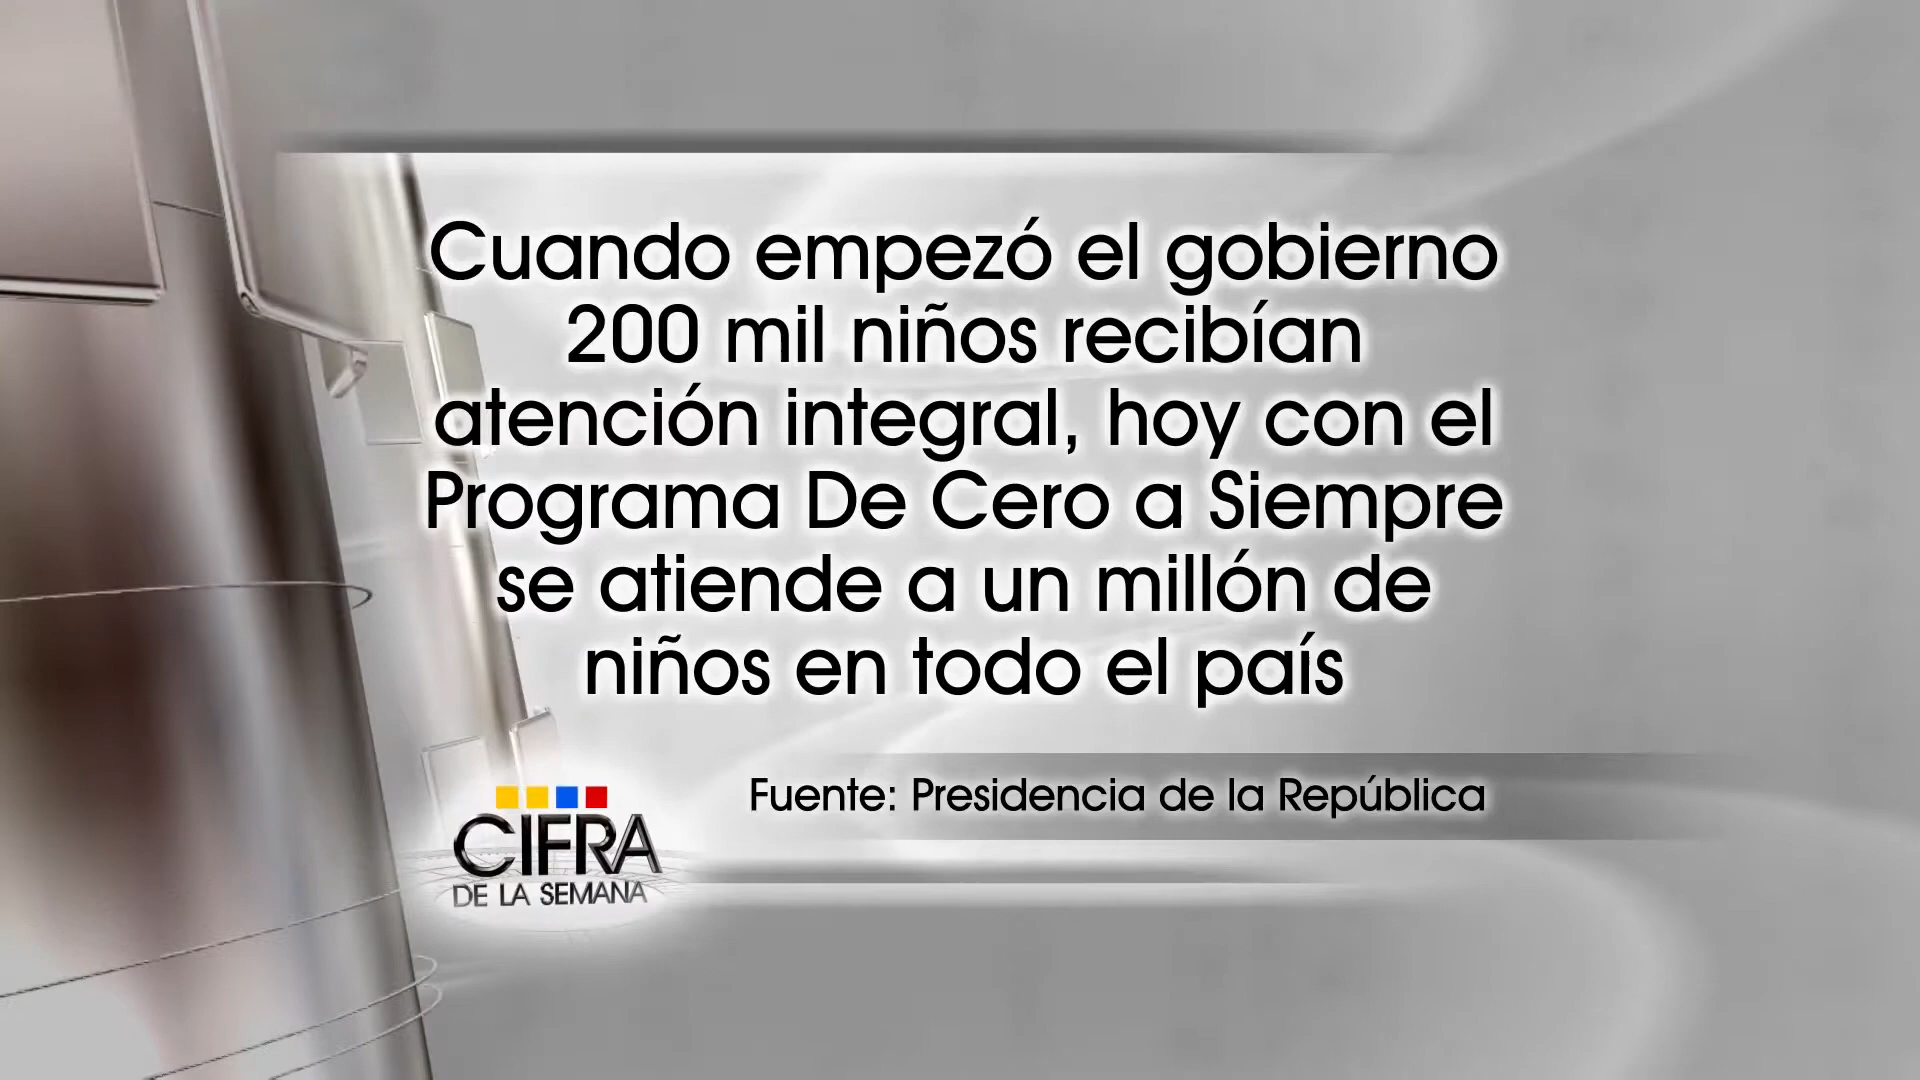 Cuando empezó el gobierno
200 mil niños recibían
atención integral, hoy con el
Programa De Cero a Siempre
se atiende a un millón de
niños en todo el país
Fuente: Presidencia de la República
CIFRA
DE LA SEMANA